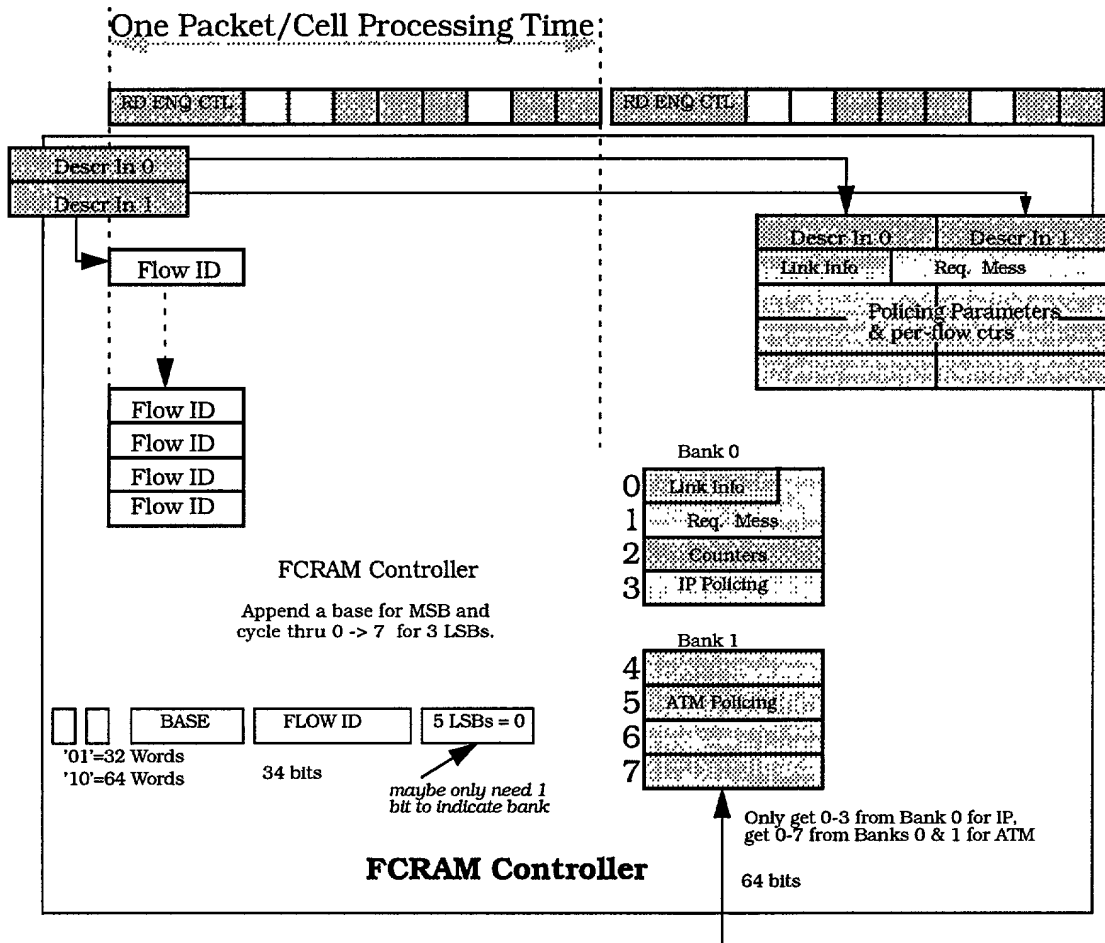 One Packet/Cell Processing Time
RD ENQ CTL
RD ENQ CTL
Descr In 0
Descr In 1
Flow ID
Descr In 0
Descr In 1
Link Info
Req. Mess
Policing Parameters
& per-flow ctrs
Flow ID
Flow ID
Flow ID
Flow ID
Bank 0
0
Link Info
1
Req. Mess
2
Counters
3
IP Policing
FCRAM Controller
Append a base for MSB and
cycle thru 0 -> 7 for 3 LSBs.
Bank 1
4
5
ATM Policing
6
7
BASE
FLOW ID
5 LSBs = 0
'01'=32 Words
'10'=64 Words
34 bits
maybe only need 1
bit to indicate bank
Only get 0-3 from Bank 0 for IP,
get 0-7 from Banks 0 & 1 for ATM
FCRAM Controller
64 bits